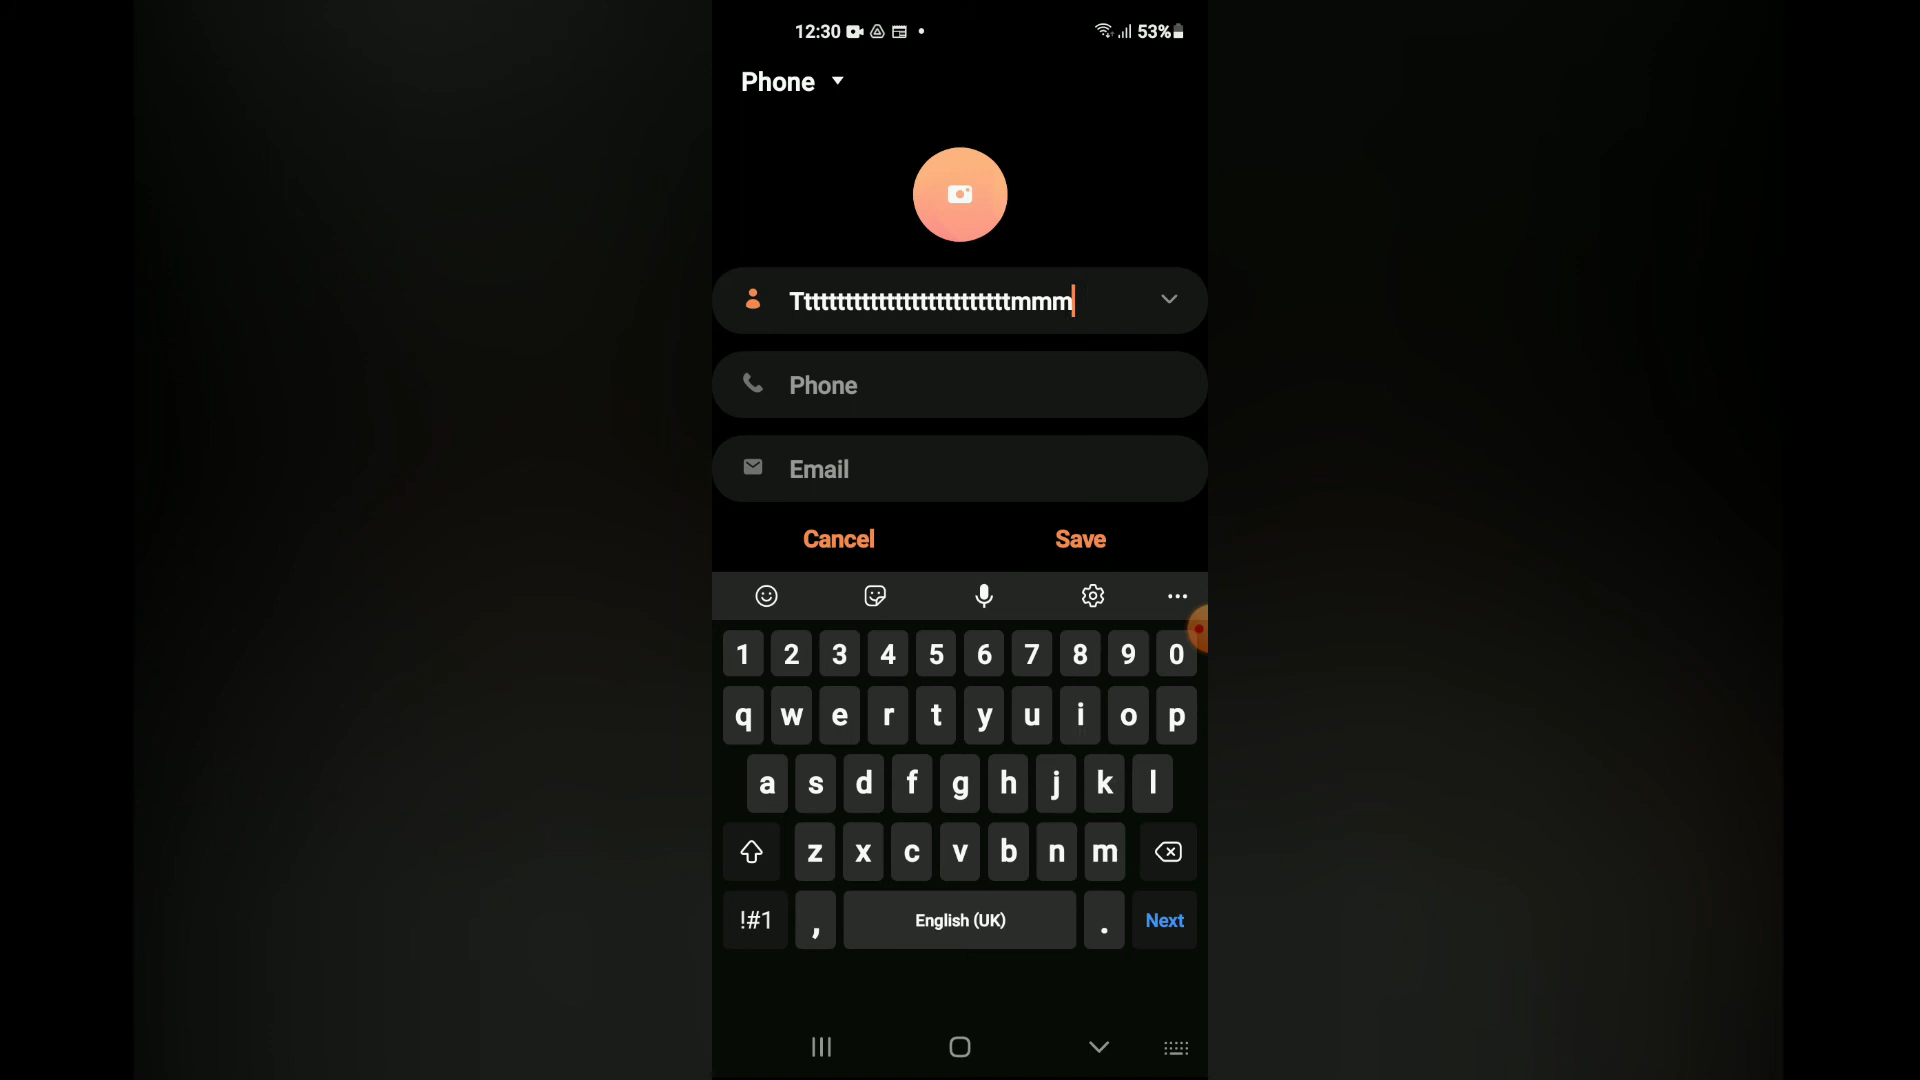 12:30 53%
Phone
Tttttttttttttttttttttttttmmm
Phone
Email
Cancel Save
1 2 3 4 5 6 7 8 9 0
q w e r t y u i o p
a s d f g h j k l
z x c v b n m
!#1 , English (UK) . Next